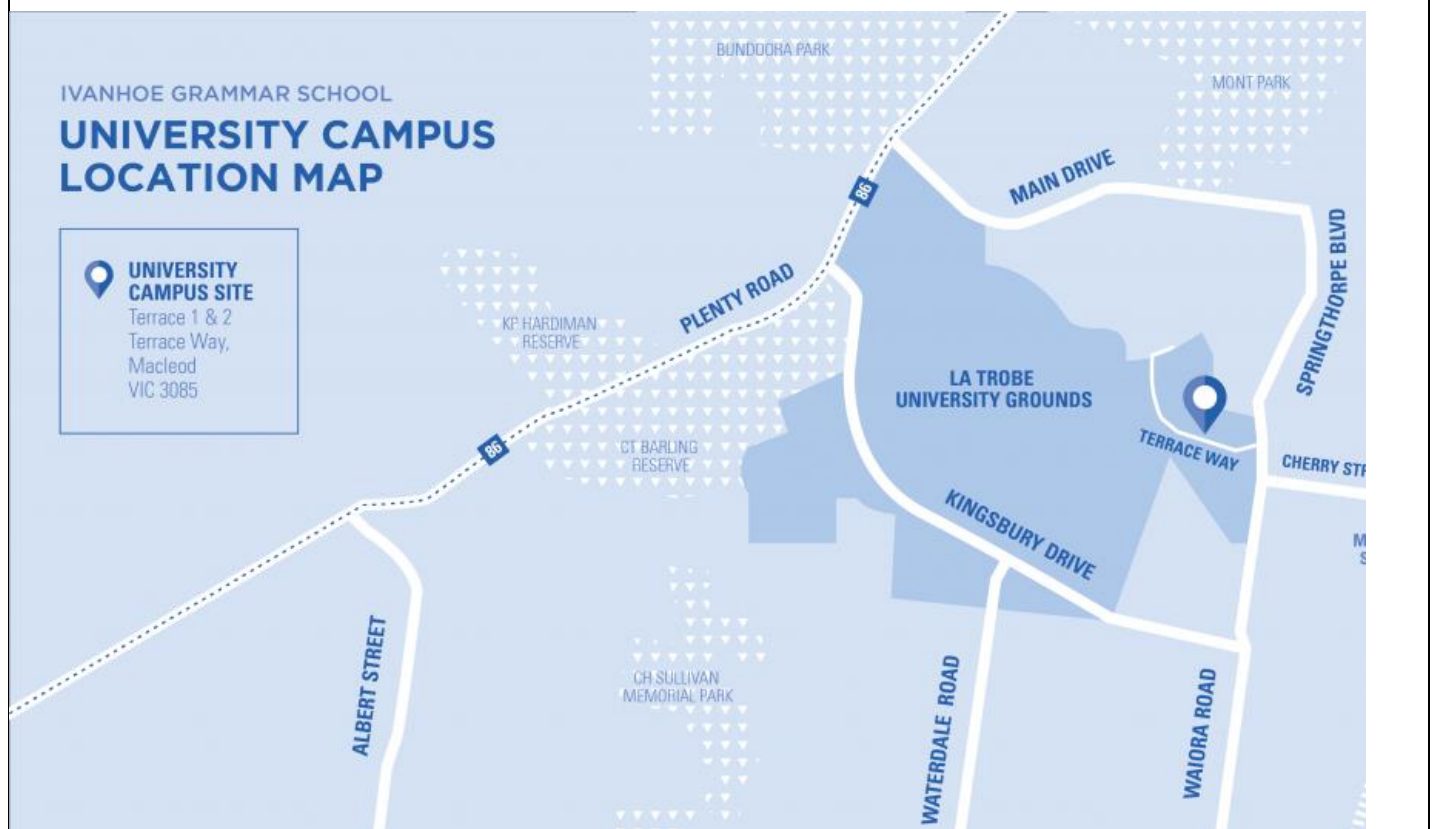 IVANHOE GRAMMAR SCHOOL
UNIVERSITY CAMPUS
LOCATION MAP
UNIVERSITY
CAMPUS SITE
Terrace 1 & 2
Terrace Way,
Macleod
VIC 3085
BUNDOORA PARK
MONT PARK
MAIN DRIVE
86
SPRINGTHORPE BLVD
PLENTY ROAD
KP HARDIMAN
RESERVE
LA TROBE
UNIVERSITY GROUNDS
86
CT BARLING
RESERVE
TERRACE WAY
CHERRY STR
KINGSBURY DRIVE
M
S
ALBERT STREET
CH SULLIVAN
MEMORIAL PARK
WATERDALE ROAD
WAIORA ROAD